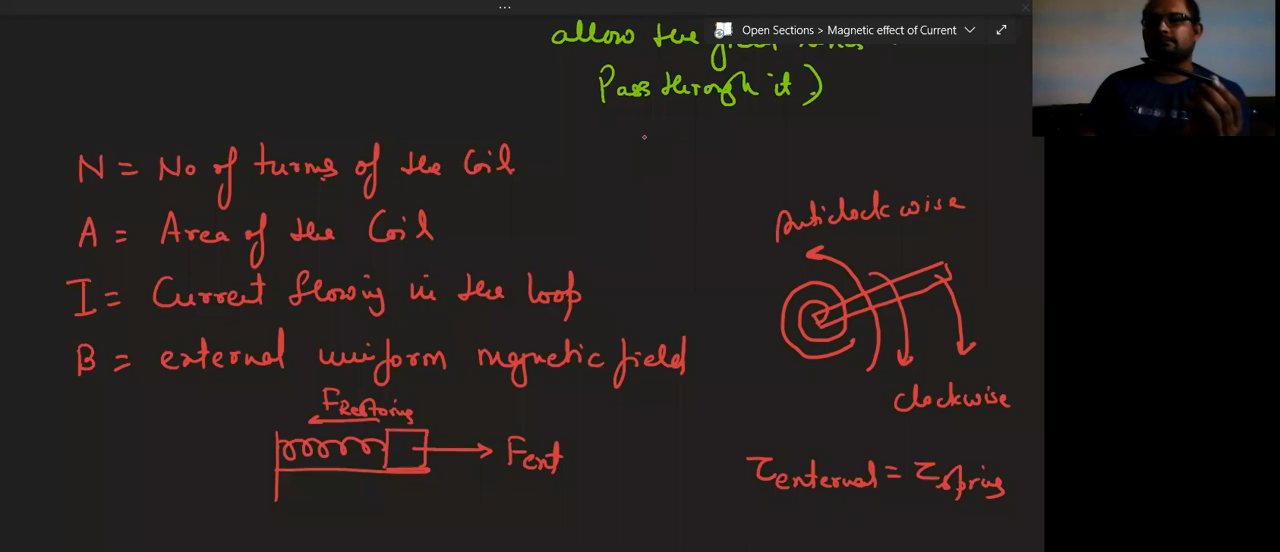 Open Sections > Magnetic effect of Current
allow the
Pass through it)
N = No of turns of the Coil
A = Area of the Coil
I = Current flowing in the loop
B = external uniform magnetic field
FRestoring
Fext
Anticlockwise
clockwise
τexternal = τspring